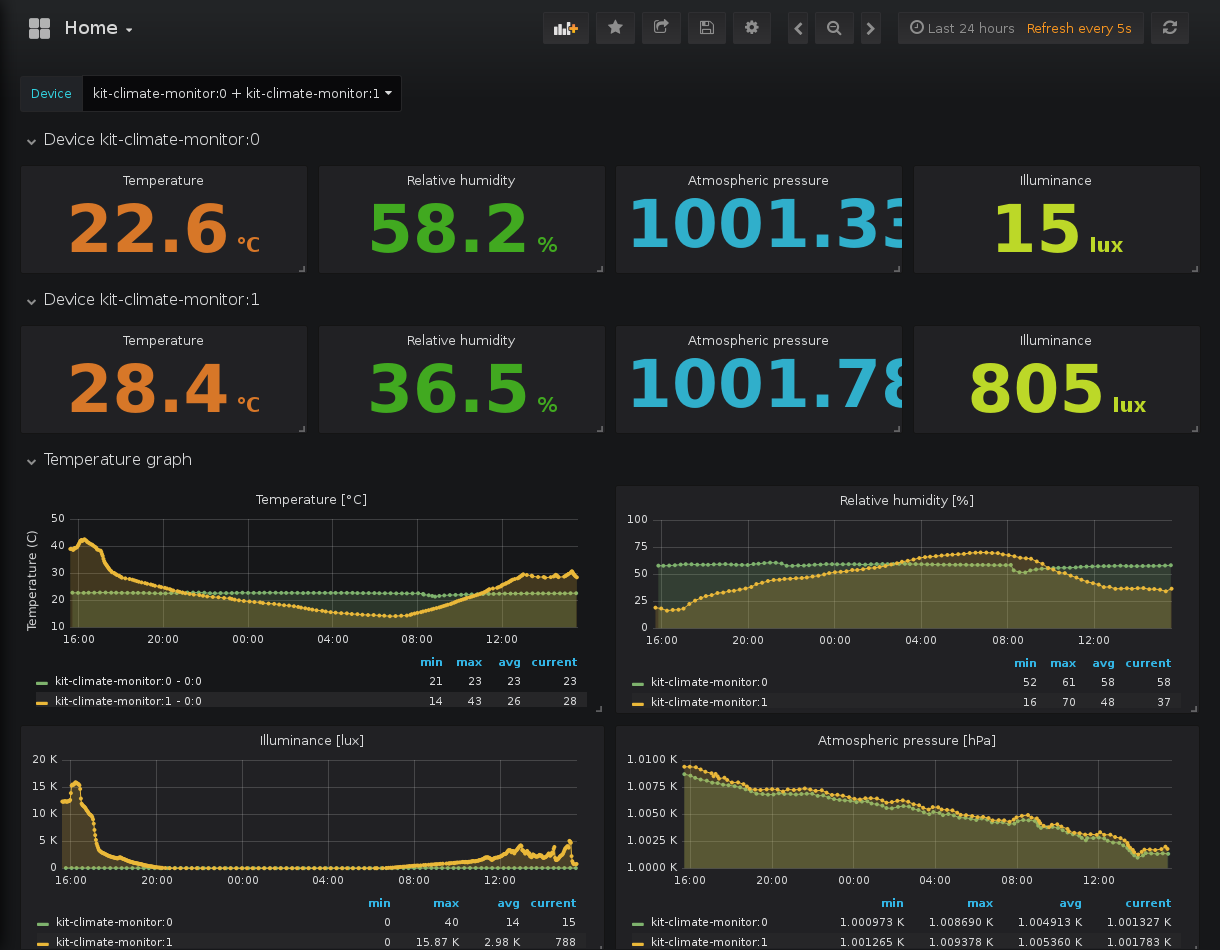 Home
Last 24 hours Refresh every 5s
Device kit-climate-monitor:0 + kit-climate-monitor:1
Device kit-climate-monitor:0
Temperature Relative humidity Atmospheric pressure Illuminance
22.6 °C 58.2 % 1001.33 15 lux
Device kit-climate-monitor:1
Temperature Relative humidity Atmospheric pressure Illuminance
28.4 °C 36.5 % 1001.78 805 lux
Temperature graph
Temperature [°C]
Temperature (C)
50
40
30
20
10
16:00 20:00 00:00 04:00 08:00 12:00
min max avg current
kit-climate-monitor:0 - 0:0 21 23 23 23
kit-climate-monitor:1 - 0:0 14 43 26 28
Relative humidity [%]
100
75
50
25
0
16:00 20:00 00:00 04:00 08:00 12:00
min max avg current
kit-climate-monitor:0 52 61 58 58
kit-climate-monitor:1 16 70 48 37
Illuminance [lux]
20 K
15 K
10 K
5 K
0
16:00 20:00 00:00 04:00 08:00 12:00
min max avg current
kit-climate-monitor:0 0 40 14 15
kit-climate-monitor:1 0 15.87 K 2.98 K 788
Atmospheric pressure [hPa]
1.0100 K
1.0075 K
1.0050 K
1.0025 K
1.0000 K
16:00 20:00 00:00 04:00 08:00 12:00
min max avg current
kit-climate-monitor:0 1.000973 K 1.008690 K 1.004913 K 1.001327 K
kit-climate-monitor:1 1.001265 K 1.009378 K 1.005360 K 1.001783 K